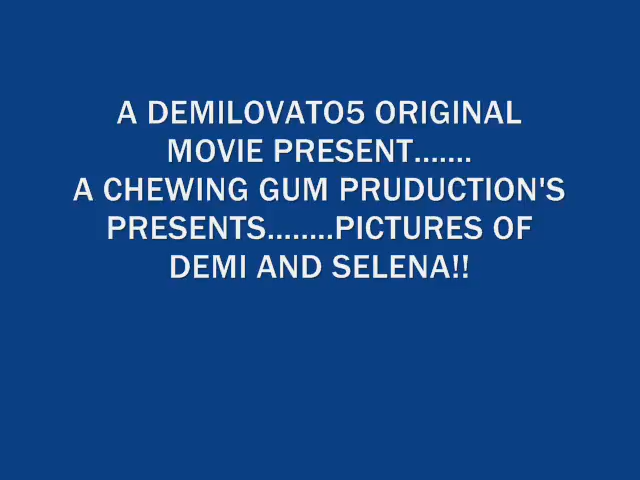 A DEMILOVATO5 ORIGINAL
MOVIE PRESENT.......
A CHEWING GUM PRUDUCTION'S
PRESENTS........PICTURES OF
DEMI AND SELENA!!